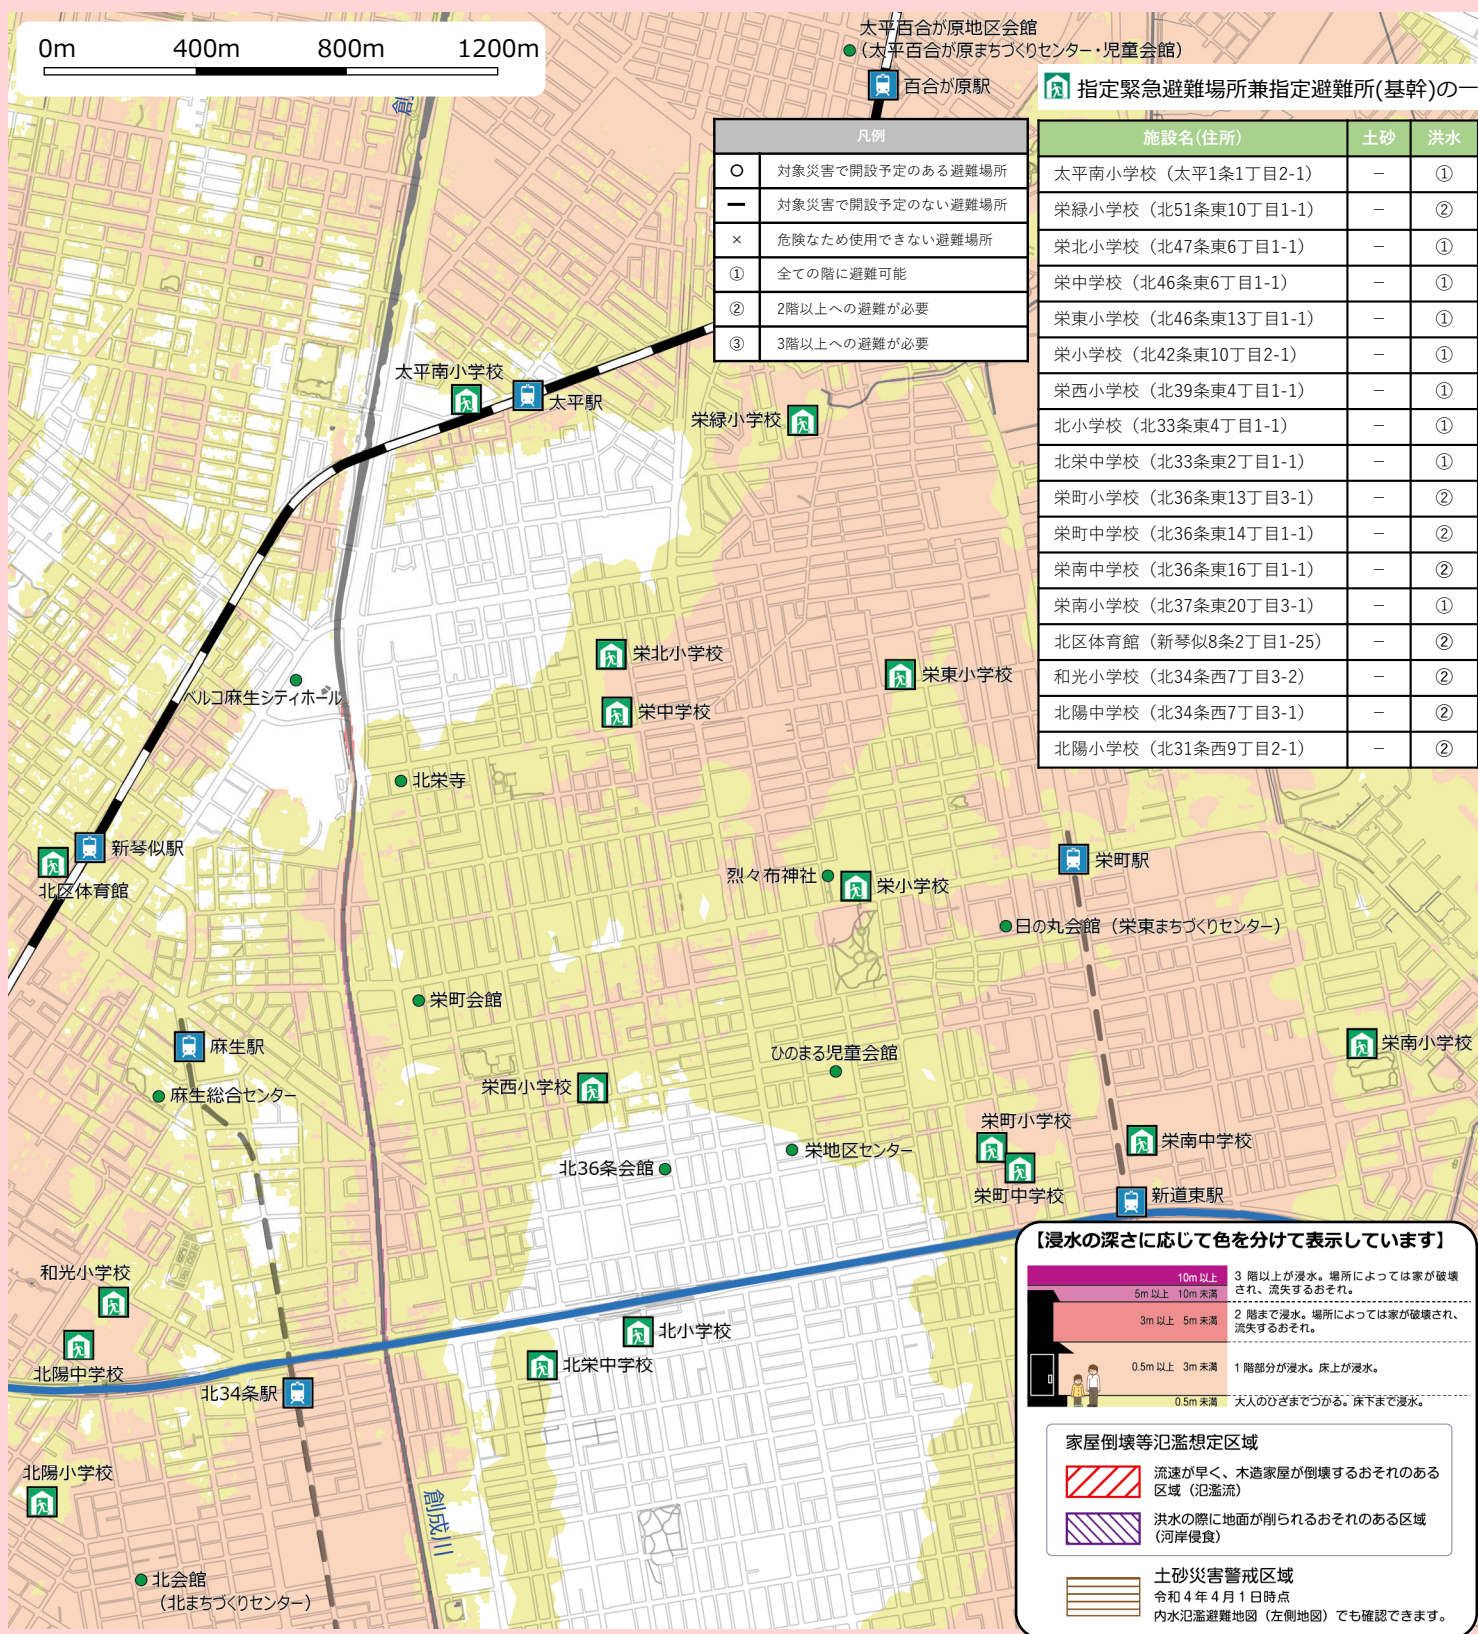 0m 400m 800m 1200m
太平百合が原地区会館
(太平百合が原まちづくりセンター・児童会館)
百合が原駅
指定緊急避難場所兼指定避難所(基幹)の一
凡例
○ 対象災害で開設予定のある避難場所
ー 対象災害で開設予定のない避難場所
× 危険なため使用できない避難場所
① 全ての階に避難可能
② 2階以上への避難が必要
③ 3階以上への避難が必要
施設名(住所) 土砂 洪水
太平南小学校（太平1条1丁目2-1） − ①
栄緑小学校（北51条東10丁目1-1） − ②
栄北小学校（北47条東6丁目1-1） − ①
栄中学校（北46条東6丁目1-1） − ①
栄東小学校（北46条東13丁目1-1） − ①
栄小学校（北42条東10丁目2-1） − ①
栄西小学校（北39条東4丁目1-1） − ①
北小学校（北33条東4丁目1-1） − ①
北栄中学校（北33条東2丁目1-1） − ①
栄町小学校（北36条東13丁目3-1） − ②
栄町中学校（北36条東14丁目1-1） − ②
栄南中学校（北36条東16丁目1-1） − ②
栄南小学校（北37条東20丁目3-1） − ①
北区体育館（新琴似8条2丁目1-25） − ②
和光小学校（北34条西7丁目3-2） − ②
北陽中学校（北34条西7丁目3-1） − ②
北陽小学校（北31条西9丁目2-1） − ②
創
太平南小学校
太平駅
栄緑小学校
栄北小学校
栄東小学校
ベルコ麻生シティホール
栄中学校
北栄寺
新琴似駅
北区体育館
栄町駅
烈々布神社
栄小学校
日の丸会館（栄東まちづくりセンター）
栄町会館
麻生駅
栄南小学校
ひのまる児童会館
麻生総合センター
栄西小学校
栄町小学校
栄南中学校
栄地区センター
北36条会館
栄町中学校
新道東駅
和光小学校
北小学校
北陽中学校
北栄中学校
北34条駅
北陽小学校
創成川
北会館
（北まちづくりセンター）
【浸水の深さに応じて色を分けて表示しています】
10m 以上
5m 以上 10m 未満
3 階以上が浸水。場所によっては家が破壊
され、流失するおそれ。
3m 以上 5m 未満
2 階まで浸水。場所によっては家が破壊され、
流失するおそれ。
0.5m 以上 3m 未満
1 階部分が浸水。床上が浸水。
0.5m 未満
大人のひざまでつかる。床下まで浸水。
家屋倒壊等氾濫想定区域
流速が早く、木造家屋が倒壊するおそれのある
区域（氾濫流）
洪水の際に地面が削られるおそれのある区域
（河岸侵食）
土砂災害警戒区域
令和４年４月１日時点
内水氾濫避難地図（左側地図）でも確認できます。